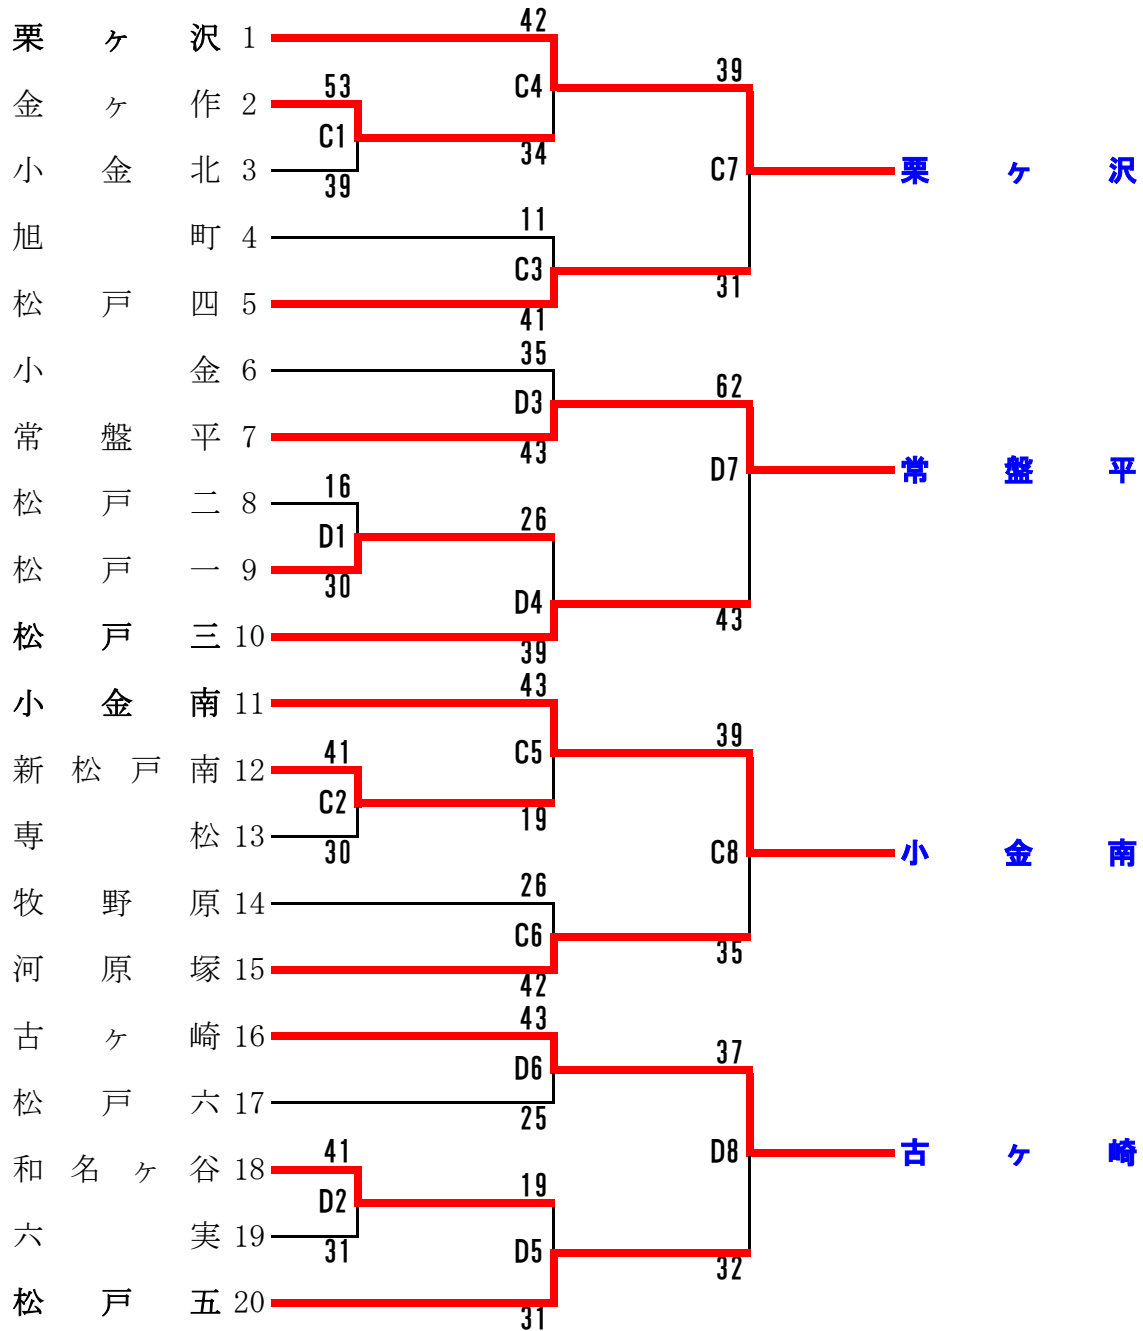 42
栗ヶ沢 1
39
C4
53
金ヶ作 2
C1
34
小金北 3
C7
栗ヶ沢
39
11
旭町 4
C3
31
松戸四 5
41
35
小金 6
62
D3
常盤平 7
43
D7
常盤平
16
松戸二 8
26
D1
松戸一 9
30
D4
43
松戸三 10
39
43
小金南 11
39
41
C5
新松戸南 12
C2
19
専松 13
30
C8
小金南
26
牧野原 14
C6
35
河原塚 15
42
43
古ヶ崎 16
37
D6
松戸六 17
25
41
D8
古ヶ崎
和名ヶ谷 18
19
D2
六実 19
31
D5
32
松戸五 20
31